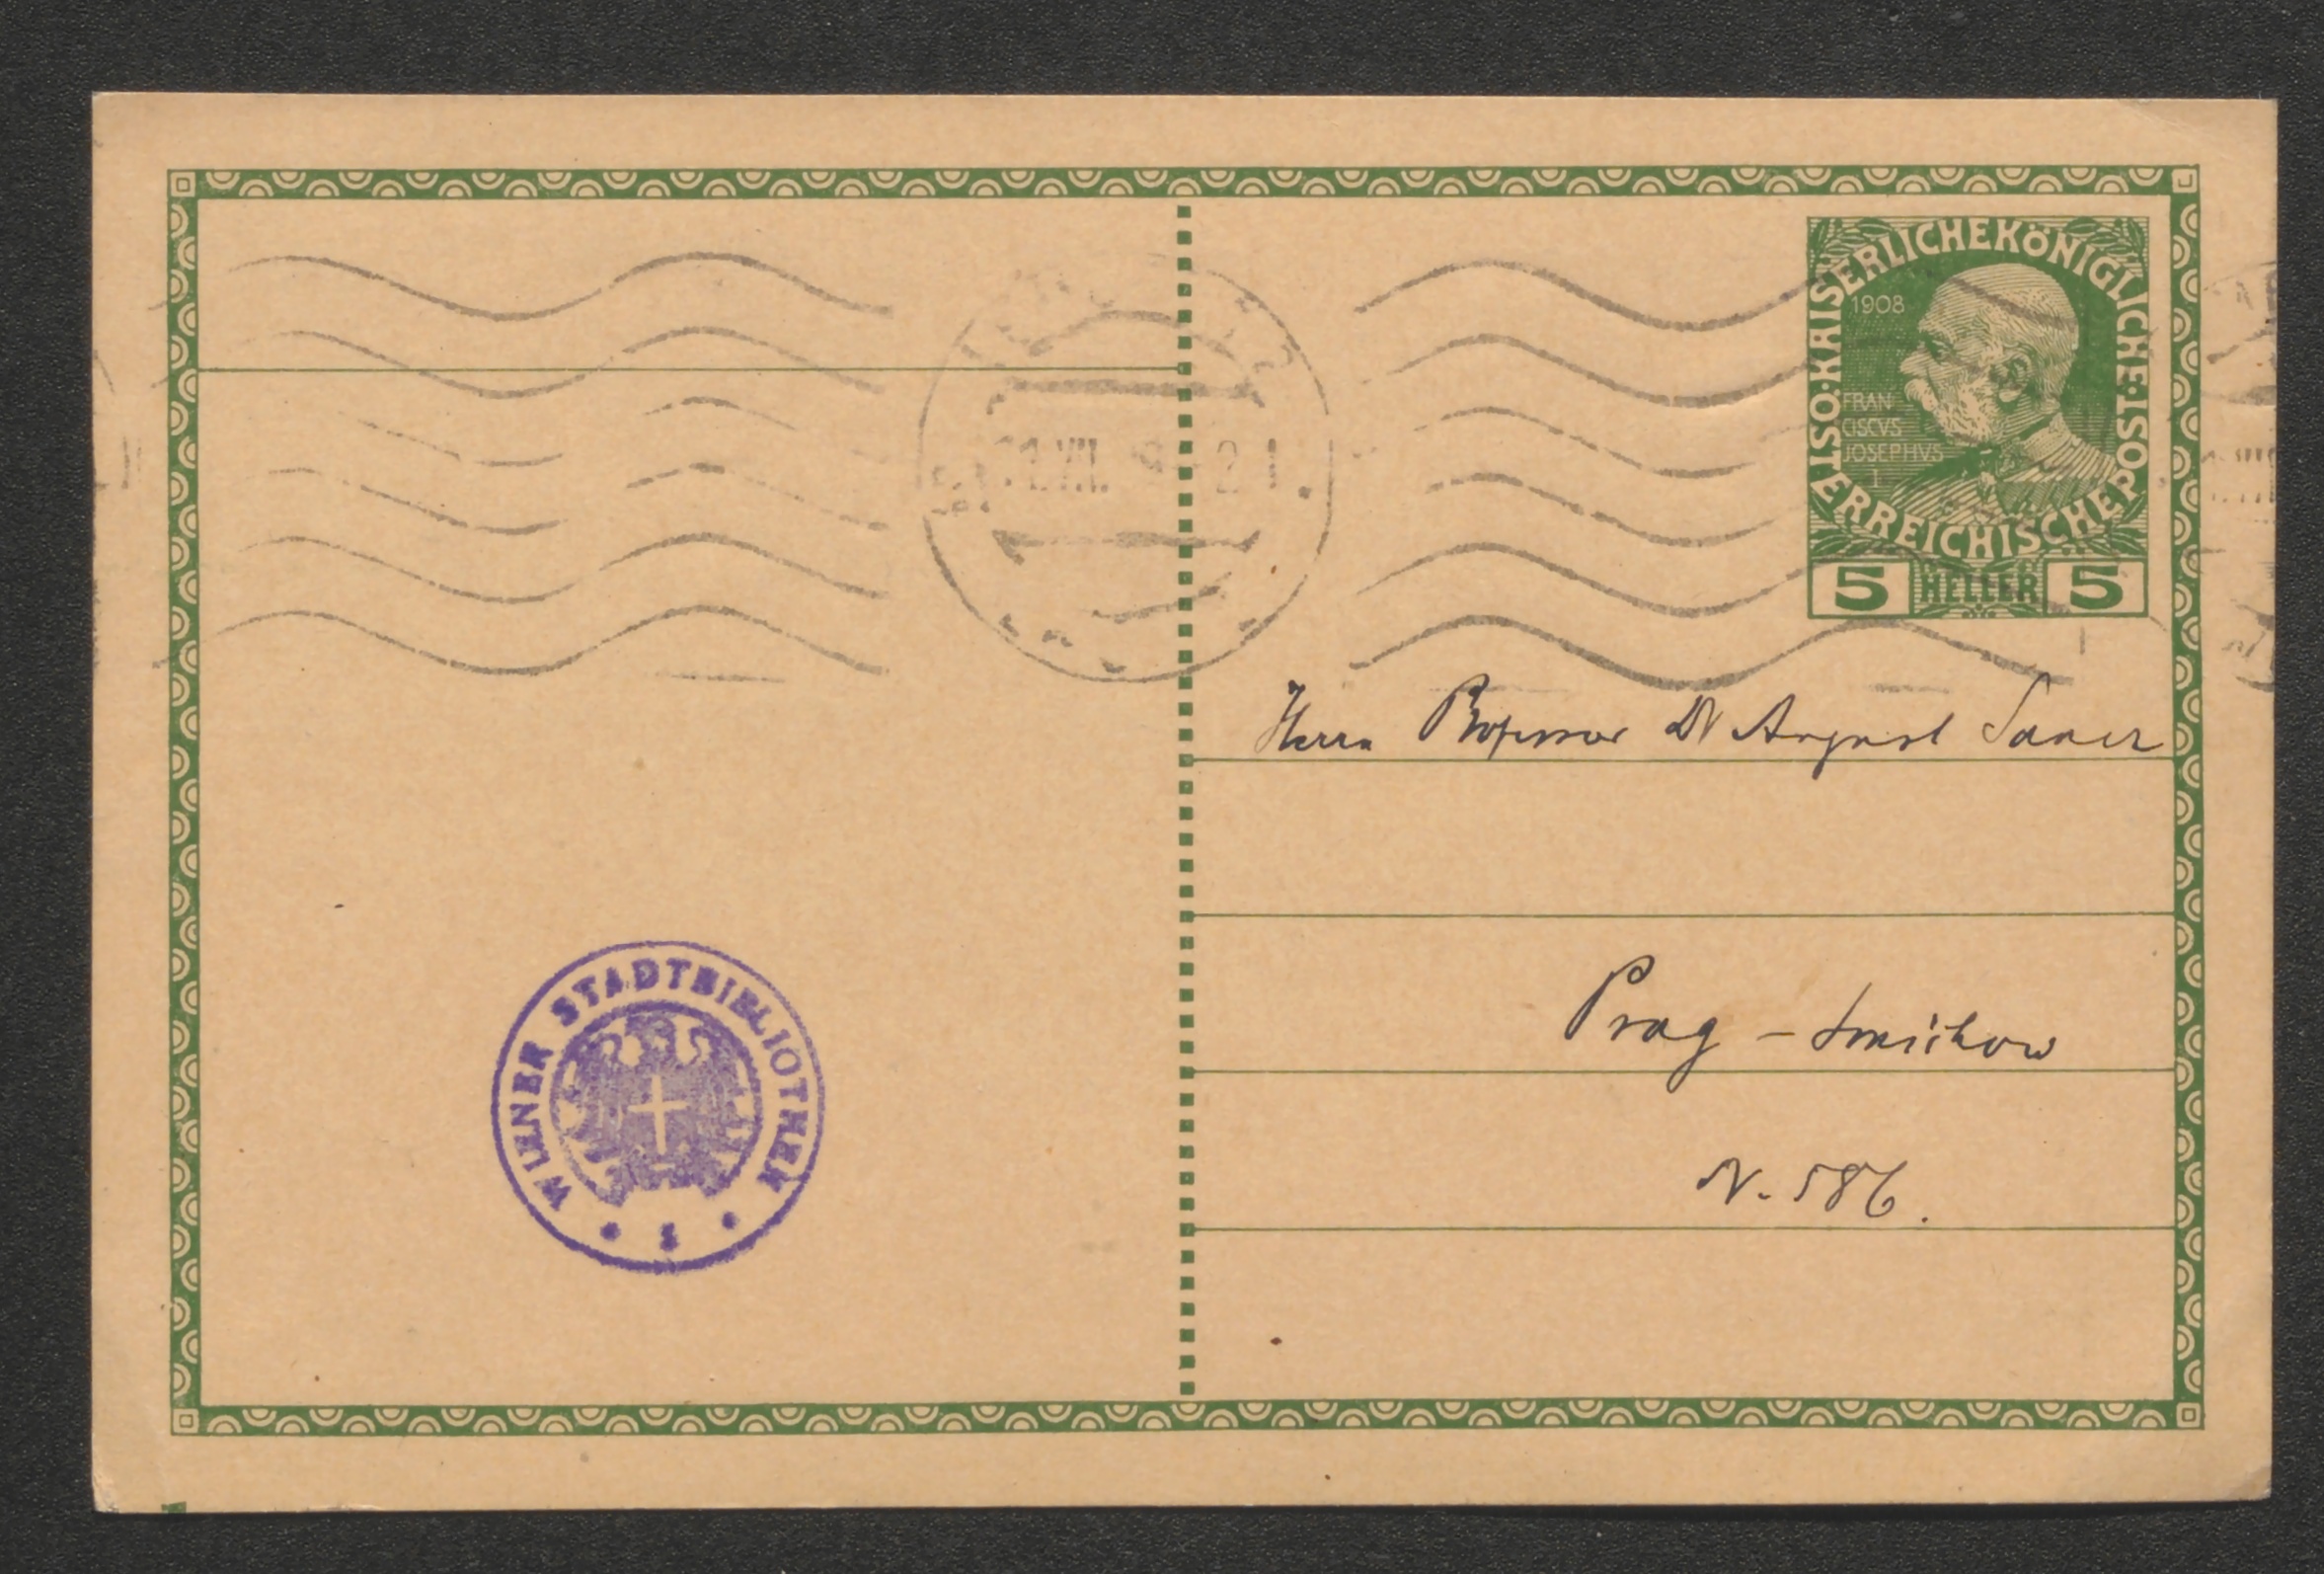 KAISERLICHE KÖNIGLICHE
ÖSTERREICHISCHE POST
1908
FRAN
CISCVS
JOSEPHVS
I
5 HELLER 5
Herrn Professor Dr August Sauer
Prag – Smichow
N. 586.
WIENER STADTBIBLIOTHEK